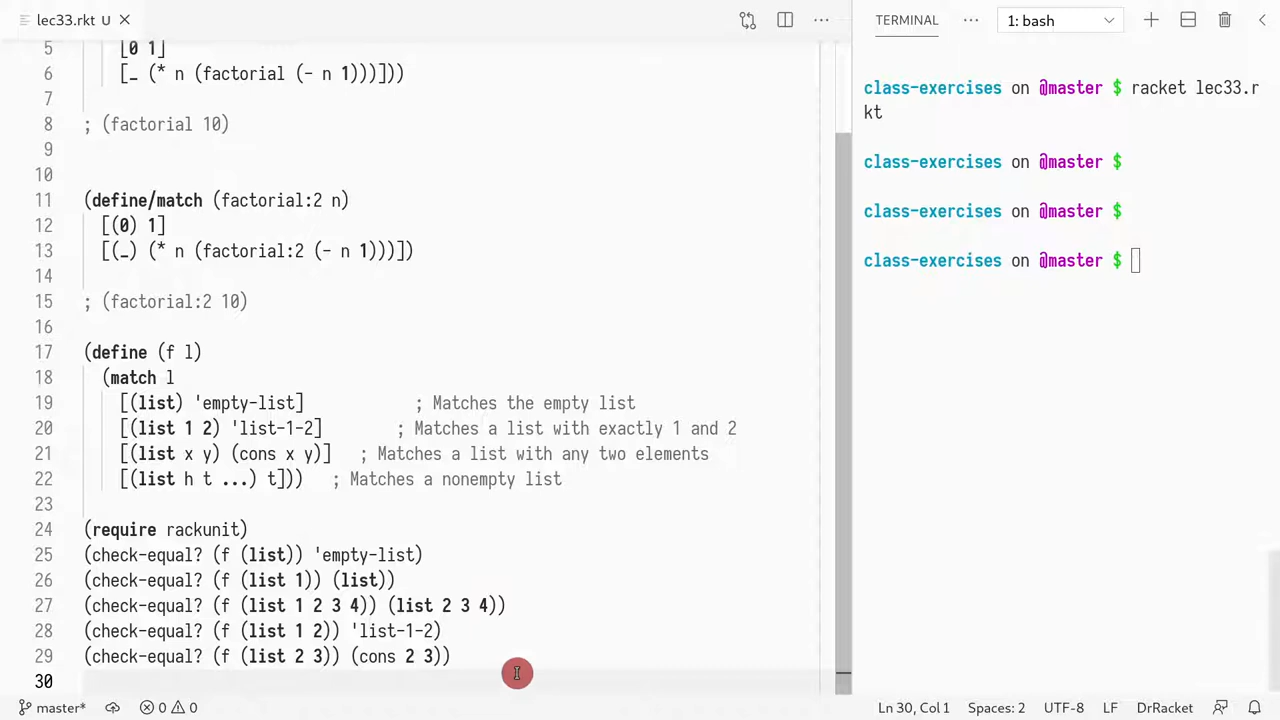 lec33.rkt U
TERMINAL
1: bash
5 [0 1]
6 [_ (* n (factorial (- n 1)))]))
7
8 ; (factorial 10)
9
10
11 (define/match (factorial:2 n)
12 [(0) 1]
13 [(_) (* n (factorial:2 (- n 1)))])
14
15 ; (factorial:2 10)
16
17 (define (f l)
18 (match l
19 [(list) 'empty-list] ; Matches the empty list
20 [(list 1 2) 'list-1-2] ; Matches a list with exactly 1 and 2
21 [(list x y) (cons x y)] ; Matches a list with any two elements
22 [(list h t ...) t])) ; Matches a nonempty list
23
24 (require rackunit)
25 (check-equal? (f (list)) 'empty-list)
26 (check-equal? (f (list 1)) (list))
27 (check-equal? (f (list 1 2 3 4)) (list 2 3 4))
28 (check-equal? (f (list 1 2)) 'list-1-2)
29 (check-equal? (f (list 2 3)) (cons 2 3))
30
class-exercises on @master $ racket lec33.r
kt
class-exercises on @master $
class-exercises on @master $
class-exercises on @master $
master* 0 0
Ln 30, Col 1 Spaces: 2 UTF-8 LF DrRacket